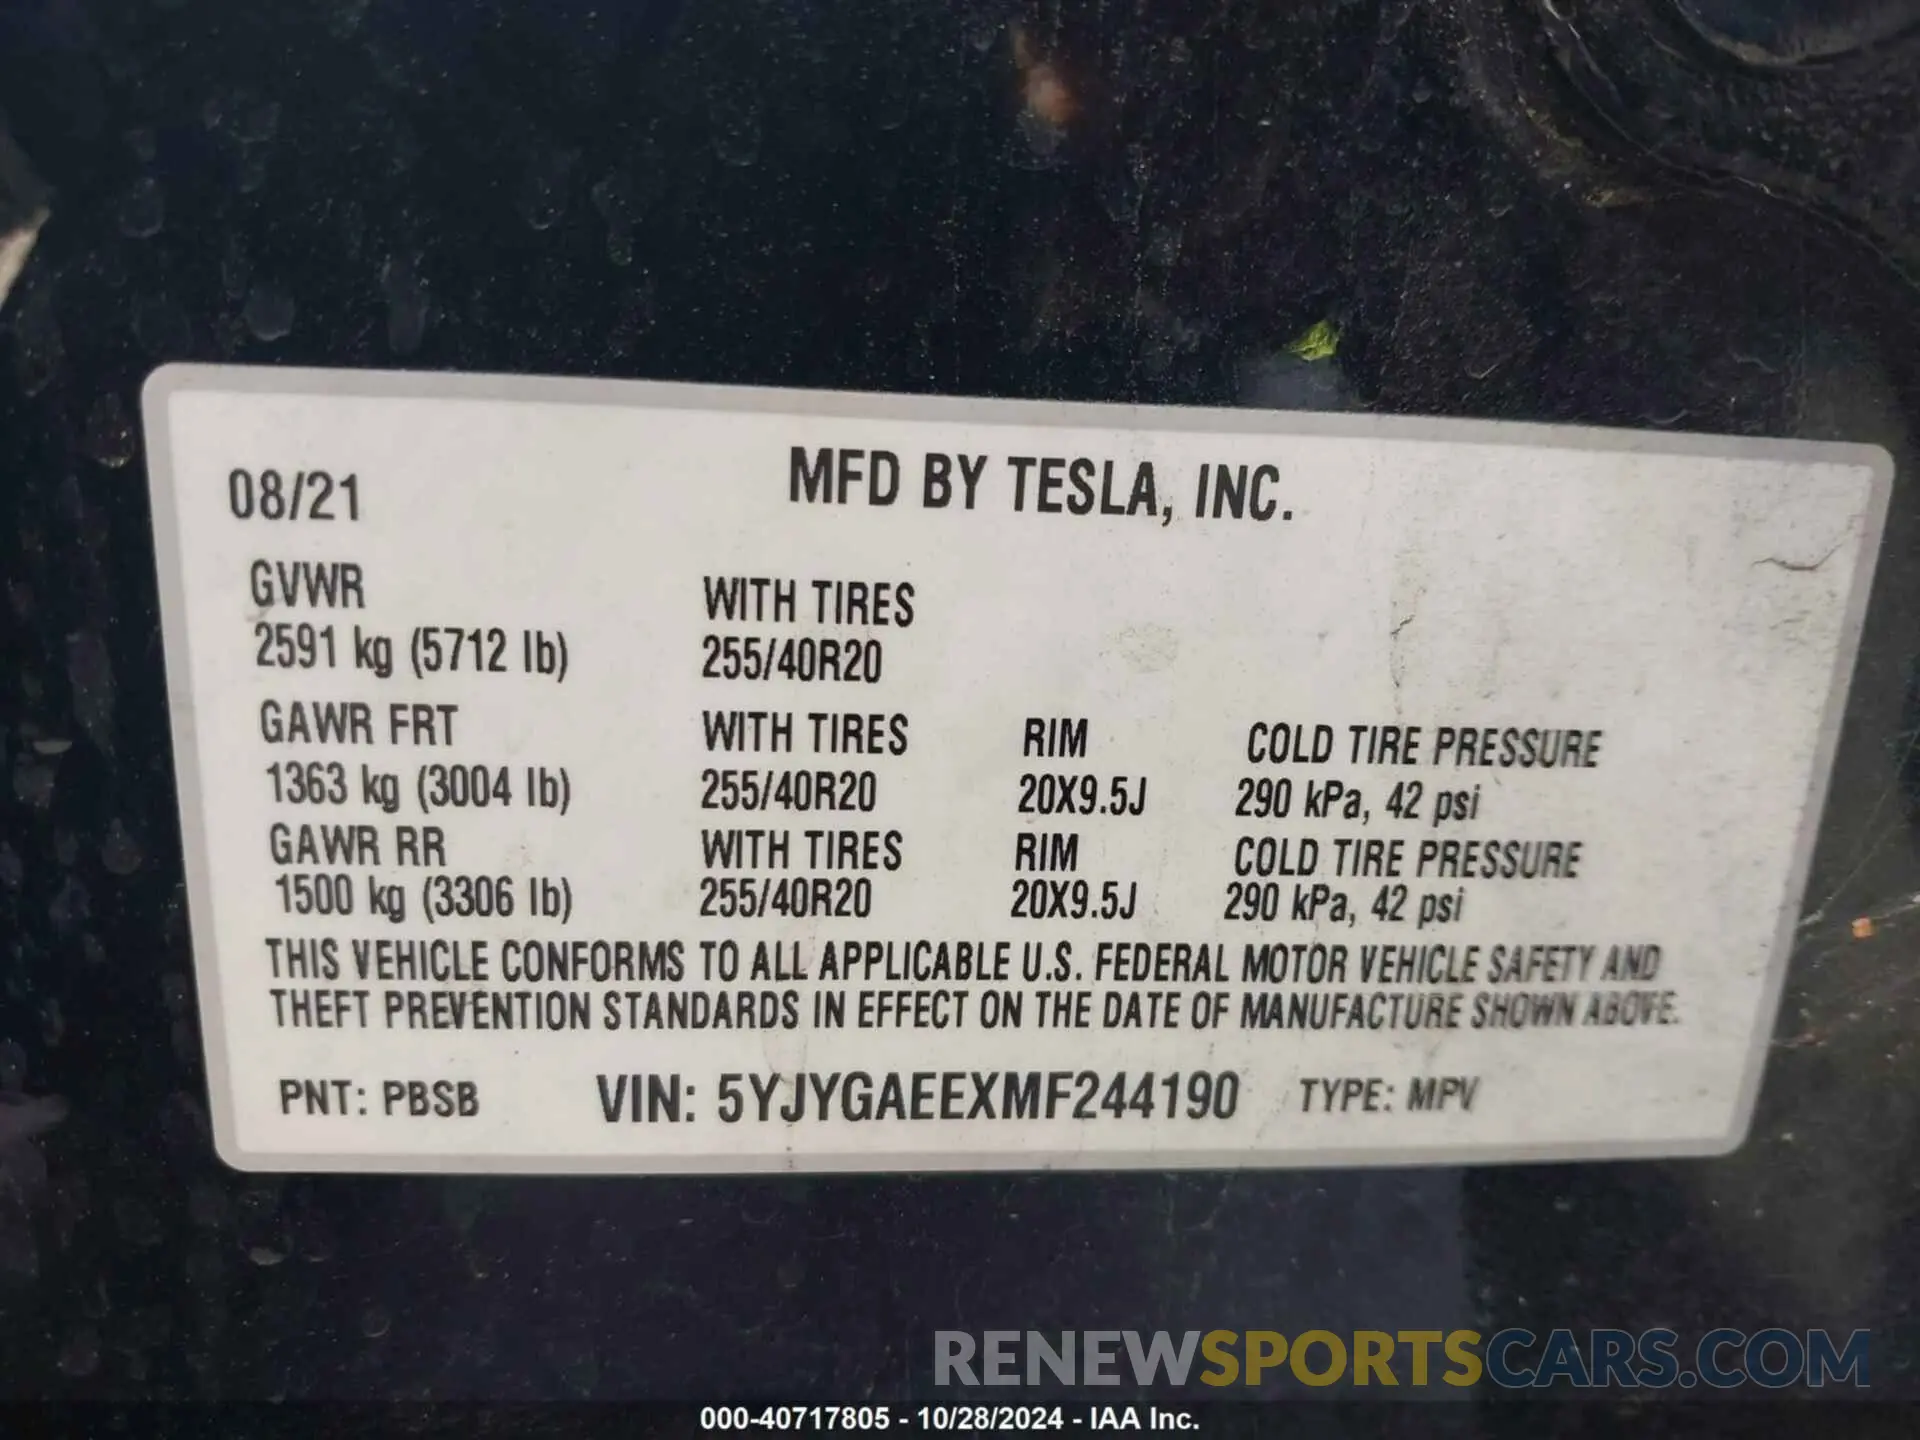 08/21 MFD BY TESLA, INC.
GVWR WITH TIRES
2591 kg (5712 lb) 255/40R20
GAWR FRT WITH TIRES RIM COLD TIRE PRESSURE
1363 kg (3004 lb) 255/40R20 20X9.5J 290 kPa, 42 psi
GAWR RR WITH TIRES RIM COLD TIRE PRESSURE
1500 kg (3306 lb) 255/40R20 20X9.5J 290 kPa, 42 psi
THIS VEHICLE CONFORMS TO ALL APPLICABLE U.S. FEDERAL MOTOR VEHICLE SAFETY AND
THEFT PREVENTION STANDARDS IN EFFECT ON THE DATE OF MANUFACTURE SHOWN ABOVE.
PNT: PBSB VIN: 5YJYGAEEXMF244190 TYPE: MPV
RENEWSPORTSCARS.COM
000-40717805 - 10/28/2024 - IAA Inc.